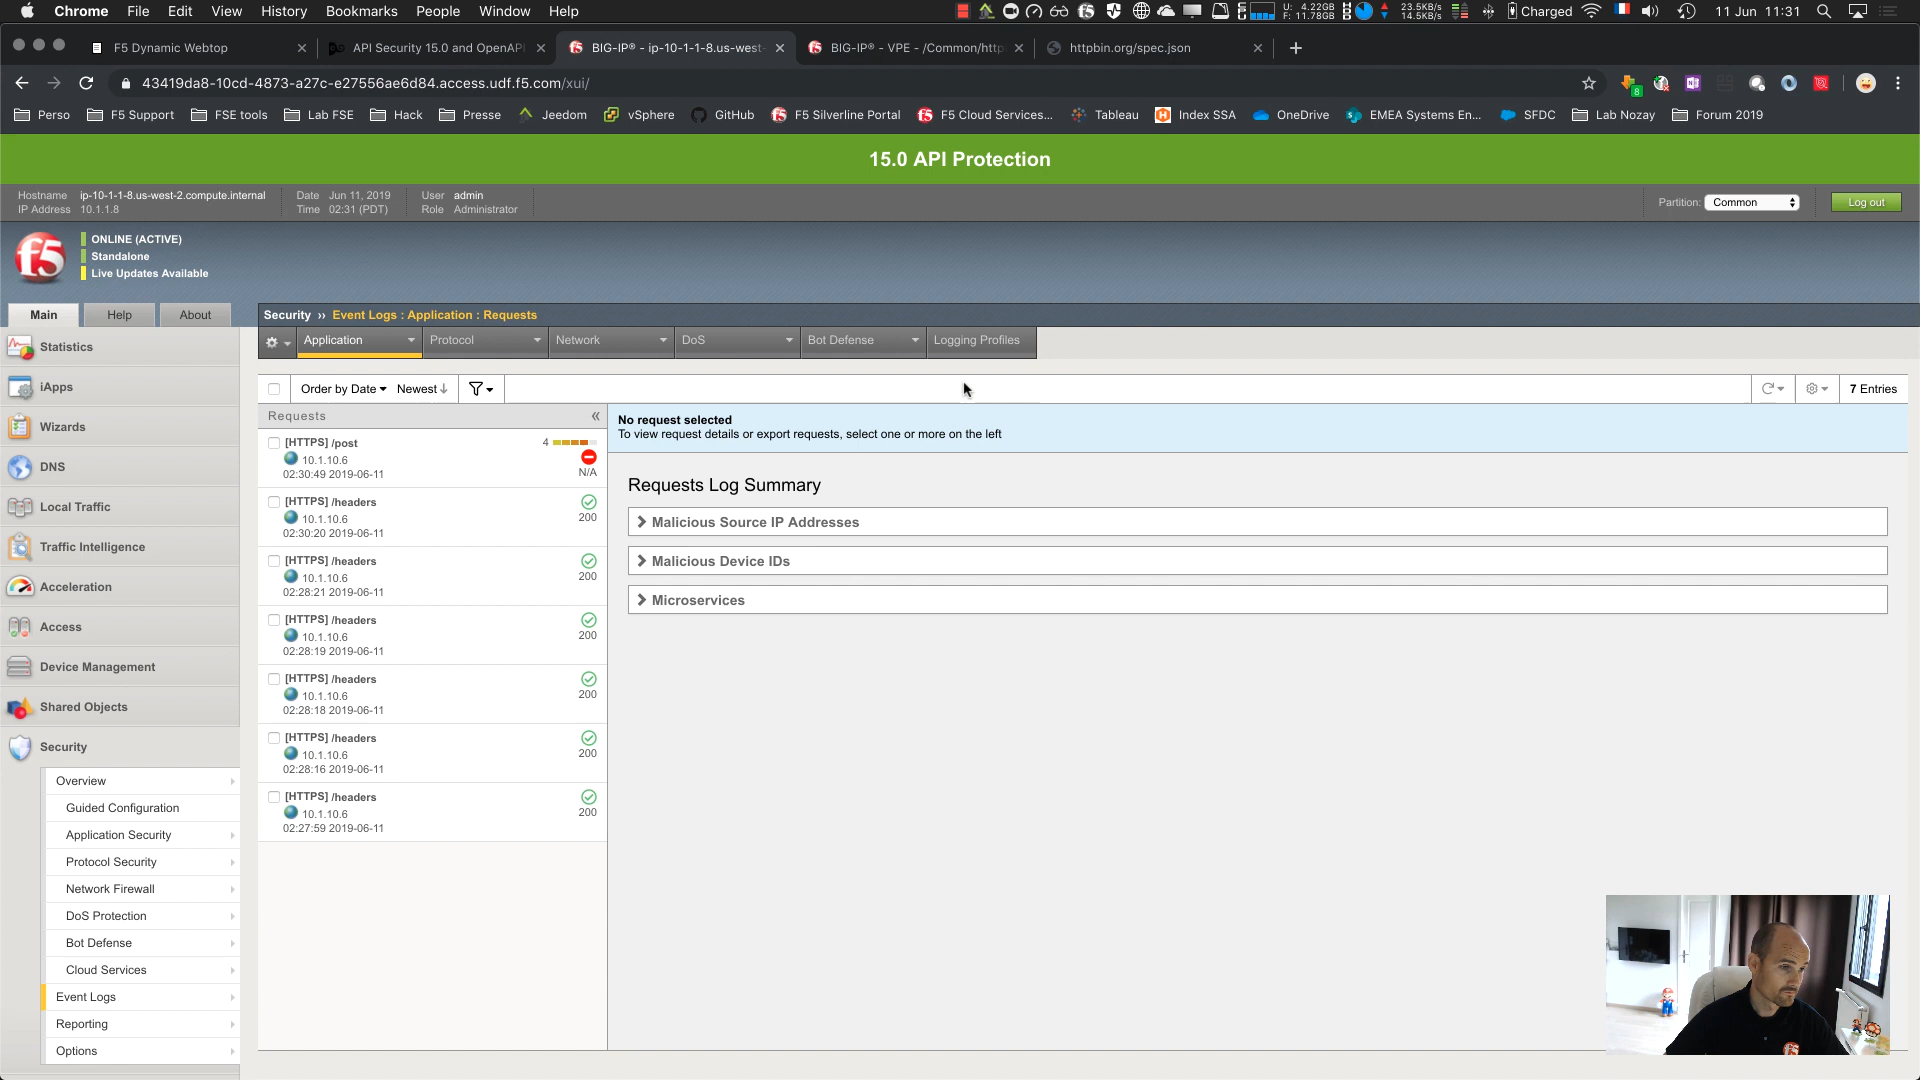 Chrome File Edit View History Bookmarks People Window Help
U: 4.22GB
F: 11.78GB
23.5KB/s
14.5KB/s
Charged 11 Jun 11:31
F5 Dynamic Webtop
API Security 15.0 and OpenAPI
BIG-IP® - ip-10-1-1-8.us-west-
BIG-IP® - VPE - /Common/http
httpbin.org/spec.json
43419da8-10cd-4873-a27c-e27556ae6d84.access.udf.f5.com/xui/
8
Perso F5 Support FSE tools Lab FSE Hack Presse Jeedom vSphere GitHub F5 Silverline Portal F5 Cloud Services... Tableau Index SSA OneDrive EMEA Systems En... SFDC Lab Nozay Forum 2019
15.0 API Protection
Hostname ip-10-1-1-8.us-west-2.compute.internal Date Jun 11, 2019 User admin
IP Address 10.1.1.8 Time 02:31 (PDT) Role Administrator
Partition: Common Log out
f5
ONLINE (ACTIVE)
Standalone
Live Updates Available
Main Help About
Security ›› Event Logs : Application : Requests
Application Protocol Network DoS Bot Defense Logging Profiles
Statistics
iApps
Wizards
DNS
Local Traffic
Traffic Intelligence
Acceleration
Access
Device Management
Shared Objects
Security
Overview
Guided Configuration
Application Security
Protocol Security
Network Firewall
DoS Protection
Bot Defense
Cloud Services
Event Logs
Reporting
Options
Order by Date Newest 7 Entries
Requests «
[HTTPS] /post 4
10.1.10.6
02:30:49 2019-06-11 N/A
[HTTPS] /headers
10.1.10.6 200
02:30:20 2019-06-11
[HTTPS] /headers
10.1.10.6 200
02:28:21 2019-06-11
[HTTPS] /headers
10.1.10.6 200
02:28:19 2019-06-11
[HTTPS] /headers
10.1.10.6 200
02:28:18 2019-06-11
[HTTPS] /headers
10.1.10.6 200
02:28:16 2019-06-11
[HTTPS] /headers
10.1.10.6 200
02:27:59 2019-06-11
No request selected
To view request details or export requests, select one or more on the left
Requests Log Summary
Malicious Source IP Addresses
Malicious Device IDs
Microservices